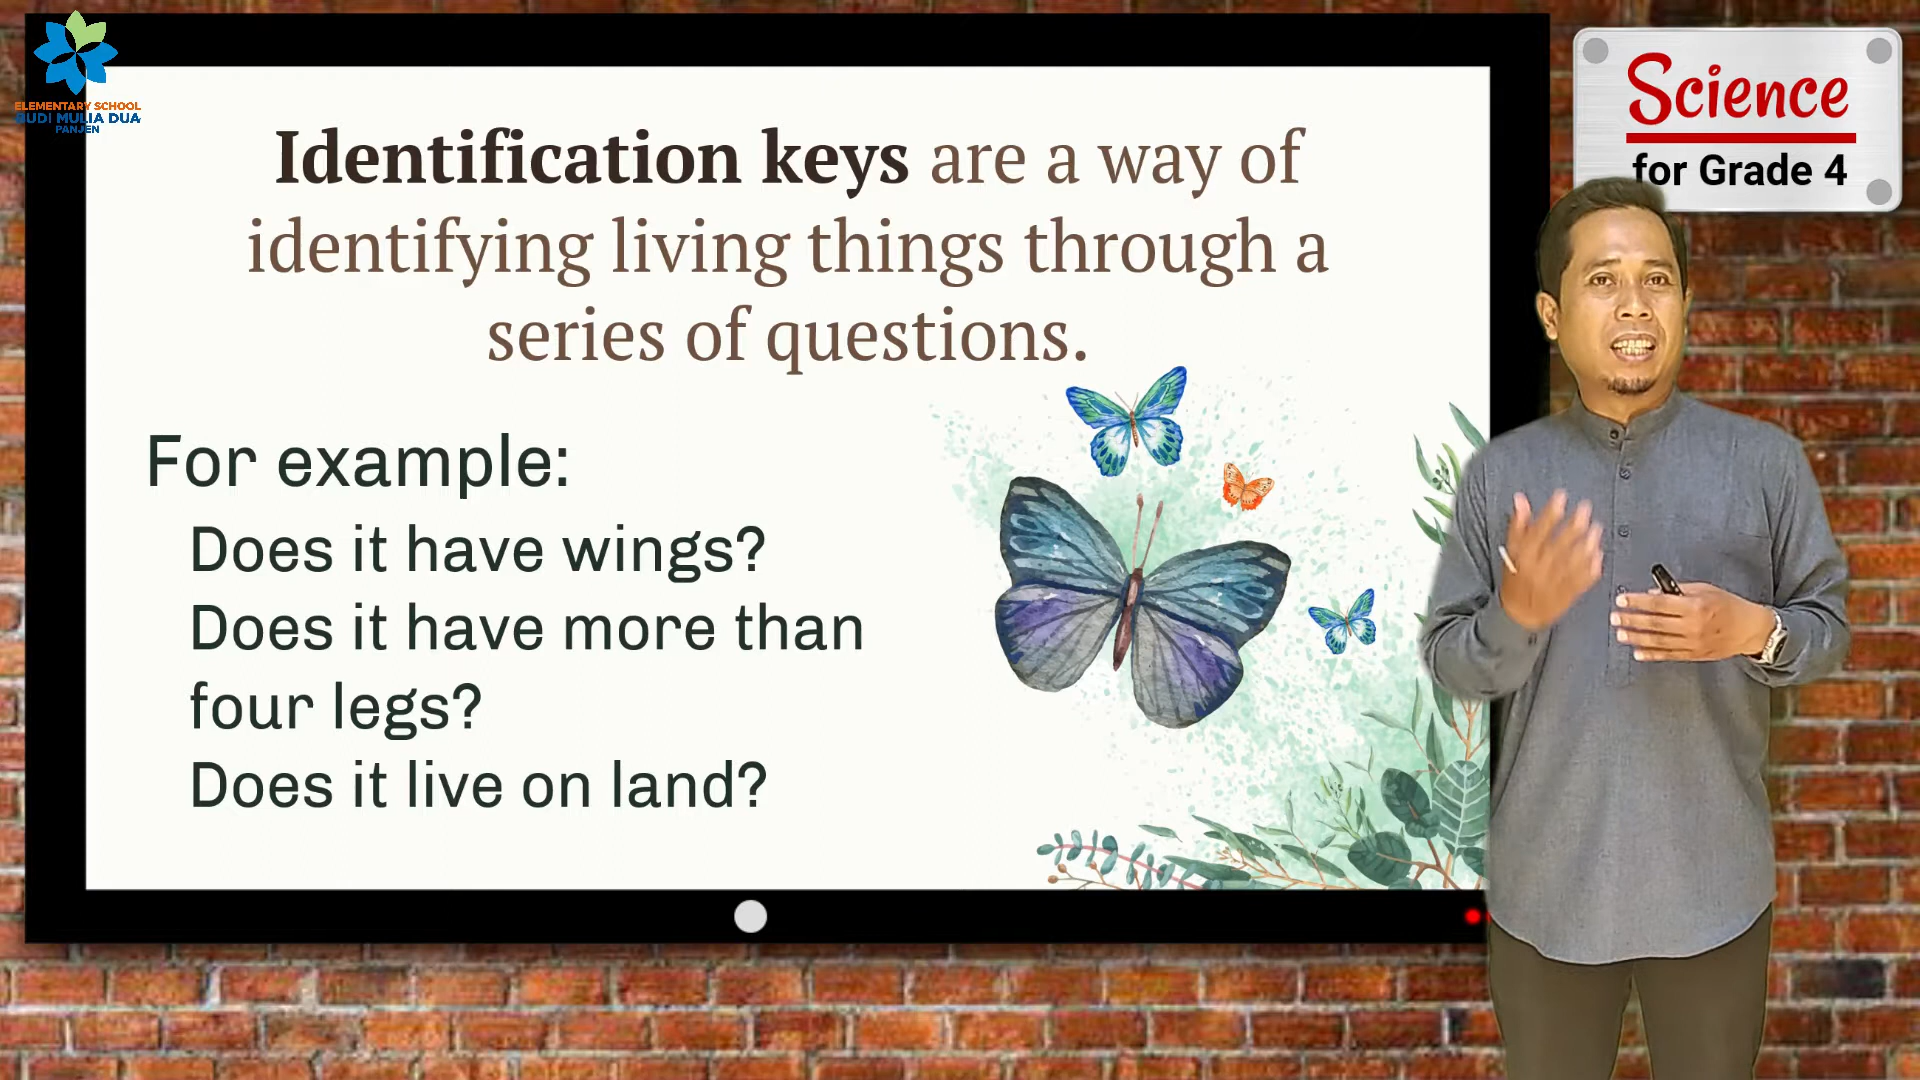 ELEMENTARY SCHOOL
BUDI MULIA DUA
PANJEN
Science
for Grade 4
Identification keys are a way of
identifying living things through a
series of questions.
For example:
Does it have wings?
Does it have more than
four legs?
Does it live on land?